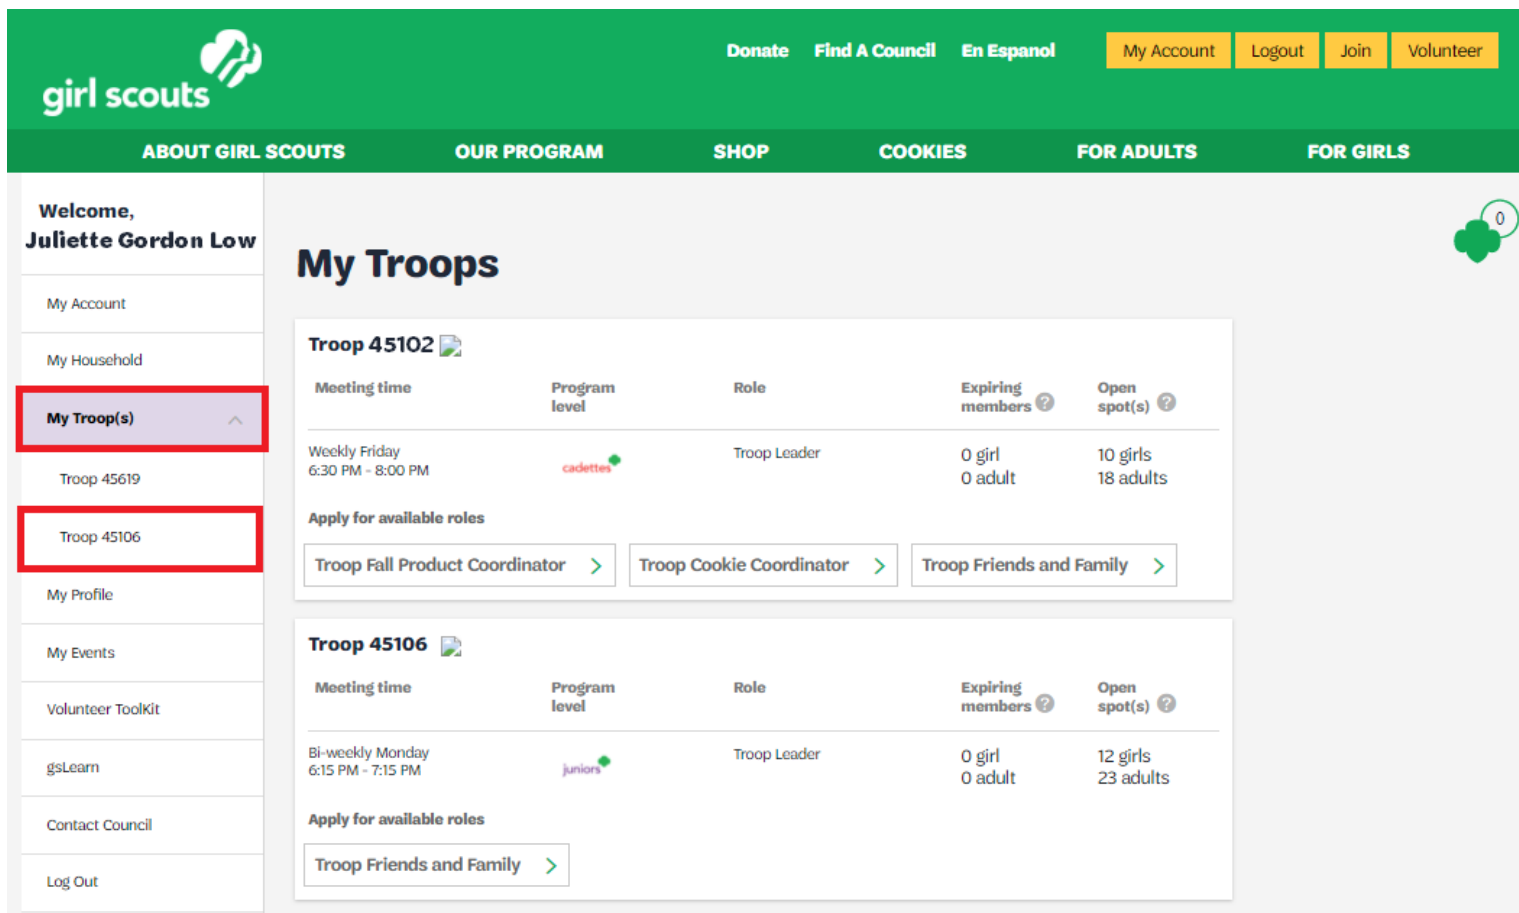 girl scouts
Donate Find A Council En Espanol My Account Logout Join Volunteer
ABOUT GIRL SCOUTS OUR PROGRAM SHOP COOKIES FOR ADULTS FOR GIRLS
Welcome,
Juliette Gordon Low
My Account
My Household
My Troop(s)
Troop 45619
Troop 45106
My Profile
My Events
Volunteer ToolKit
gsLearn
Contact Council
Log Out
0
My Troops
Troop 45102
Meeting time Program level Role Expiring members ? Open spot(s) ?
Weekly Friday
6:30 PM - 8:00 PM
cadettes
Troop Leader
0 girl
0 adult
10 girls
18 adults
Apply for available roles
Troop Fall Product Coordinator > Troop Cookie Coordinator > Troop Friends and Family >
Troop 45106
Meeting time Program level Role Expiring members ? Open spot(s) ?
Bi-weekly Monday
6:15 PM - 7:15 PM
juniors
Troop Leader
0 girl
0 adult
12 girls
23 adults
Apply for available roles
Troop Friends and Family >